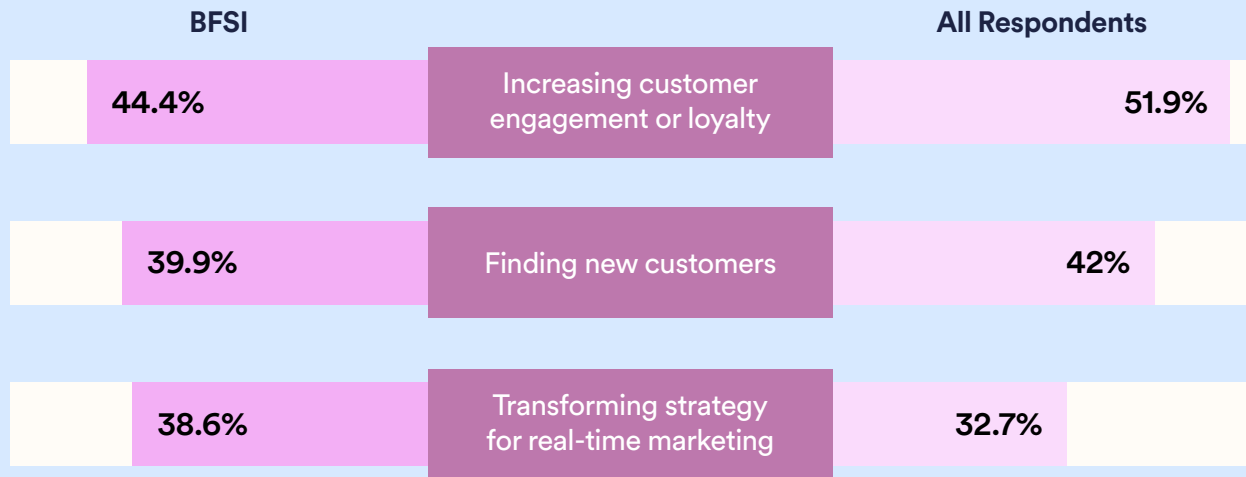 BFSI
All Respondents
44.4%
Increasing customer
engagement or loyalty
51.9%
39.9%
Finding new customers
42%
38.6%
Transforming strategy
for real-time marketing
32.7%